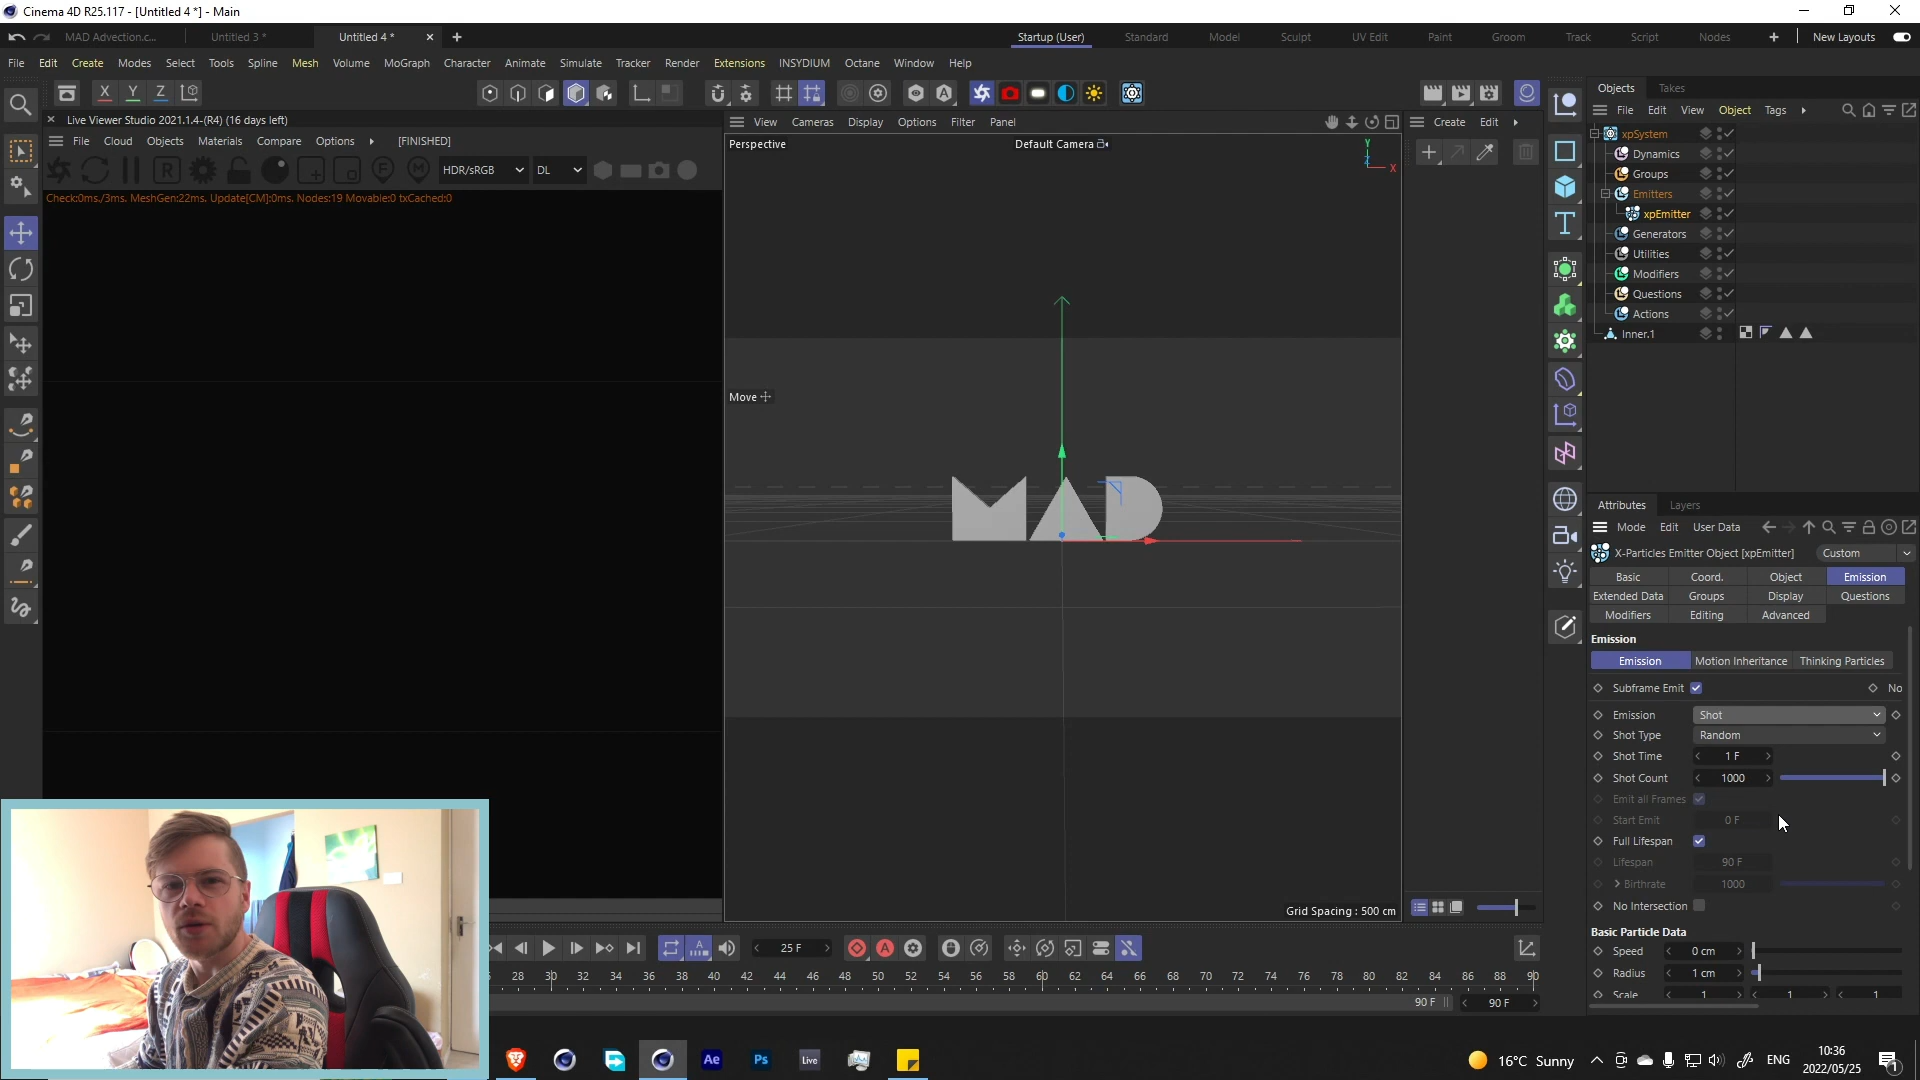 Cinema 4D R25.117 - [Untitled 4 *] - Main
MAD Advection.c... Untitled 3 * Untitled 4 * Startup (User) Standard Model Sculpt UV Edit Paint Groom Track Script Nodes New Layouts
File Edit Create Modes Select Tools Spline Mesh Volume MoGraph Character Animate Simulate Tracker Render Extensions INSYDIUM Octane Window Help
X Y Z
Objects Takes
Live Viewer Studio 2021.1.4-(R4) (16 days left)
File Edit View Object Tags
View Cameras Display Options Filter Panel
Create Edit
File Cloud Objects Materials Compare Options [FINISHED]
HDR/sRGB DL
Perspective
Default Camera
Y
Z
X
Check:0ms./3ms. MeshGen:22ms. Update[CM]:0ms. Nodes:19 Movable:0 txCached:0
xpSystem
Dynamics
Groups
Emitters
xpEmitter
Generators
Utilities
Modifiers
Questions
Actions
Inner.1
Move
MAD
Grid Spacing : 500 cm
Attributes Layers
Mode Edit User Data
X-Particles Emitter Object [xpEmitter] Custom
Basic Coord. Object Emission
Extended Data Groups Display Questions
Modifiers Editing Advanced
Emission
Emission Motion Inheritance Thinking Particles
Subframe Emit No
Emission Shot
Shot Type Random
Shot Time 1 F
Shot Count 1000
Emit all Frames
Start Emit 0 F
Full Lifespan
Lifespan 90 F
Birthrate 1000
No Intersection
Basic Particle Data
Speed 0 cm
Radius 1 cm
Scale 1 1 1
25 F
28 30 32 34 36 38 40 42 44 46 48 50 52 54 56 58 60 62 64 66 68 70 72 74 76 78 80 82 84 86 88 90
90 F 90 F
Ae Ps Live
16°C Sunny ENG
10:36
2022/05/25
1